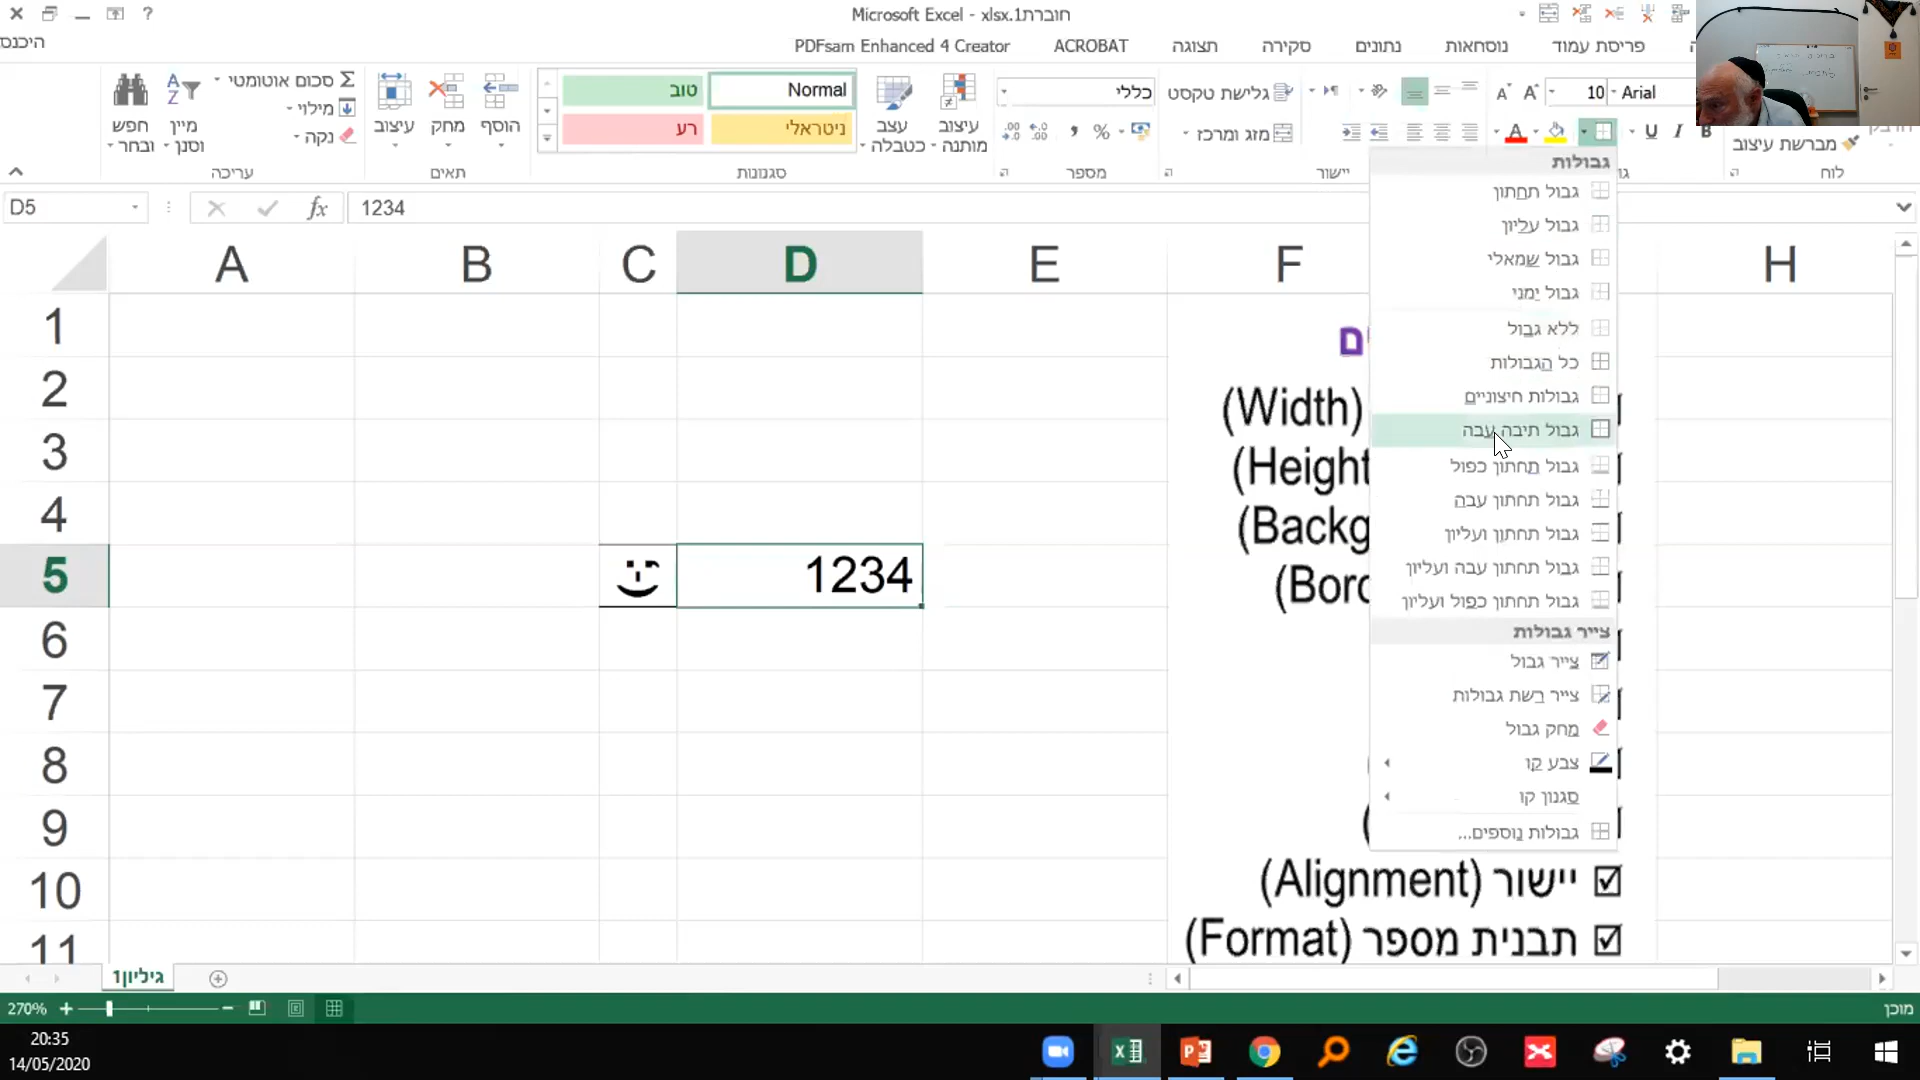 חוברת1.xlsx - Microsoft Excel
?
היכנס
פריסת עמוד
נוסחאות
נתונים
סקירה
תצוגה
ACROBAT
PDFsam Enhanced 4 Creator
מברשת עיצוב
לוח
Arial
10
גלישת טקסט
מזג ומרכז
יישור
כללי
%
מספר
עיצוב
מותנה
עצב
כטבלה
Normal
טוב
ניטראלי
רע
סגנונות
הוסף
מחק
עיצוב
תאים
סכום אוטומטי
מילוי
נקה
מיין
וסנן
חפש
ובחר
עריכה
D5
fx
1234
A B C D E F H
1
2
3
4
5
6
7
8
9
10
11
1234
(Width)
(Height
(Backg
(Bord
יישור (Alignment)
תבנית מספר (Format)
גבולות
גבול תחתון
גבול עליון
גבול שמאלי
גבול ימני
ללא גבול
כל הגבולות
גבולות חיצוניים
גבול תיבה עבה
גבול תחתון כפול
גבול תחתון עבה
גבול תחתון ועליון
גבול תחתון עבה ועליון
גבול תחתון כפול ועליון
צייר גבולות
צייר גבול
צייר רשת גבולות
מחק גבול
צבע קו
סגנון קו
גבולות נוספים...
גיליון1
270%
מוכן
20:35
14/05/2020